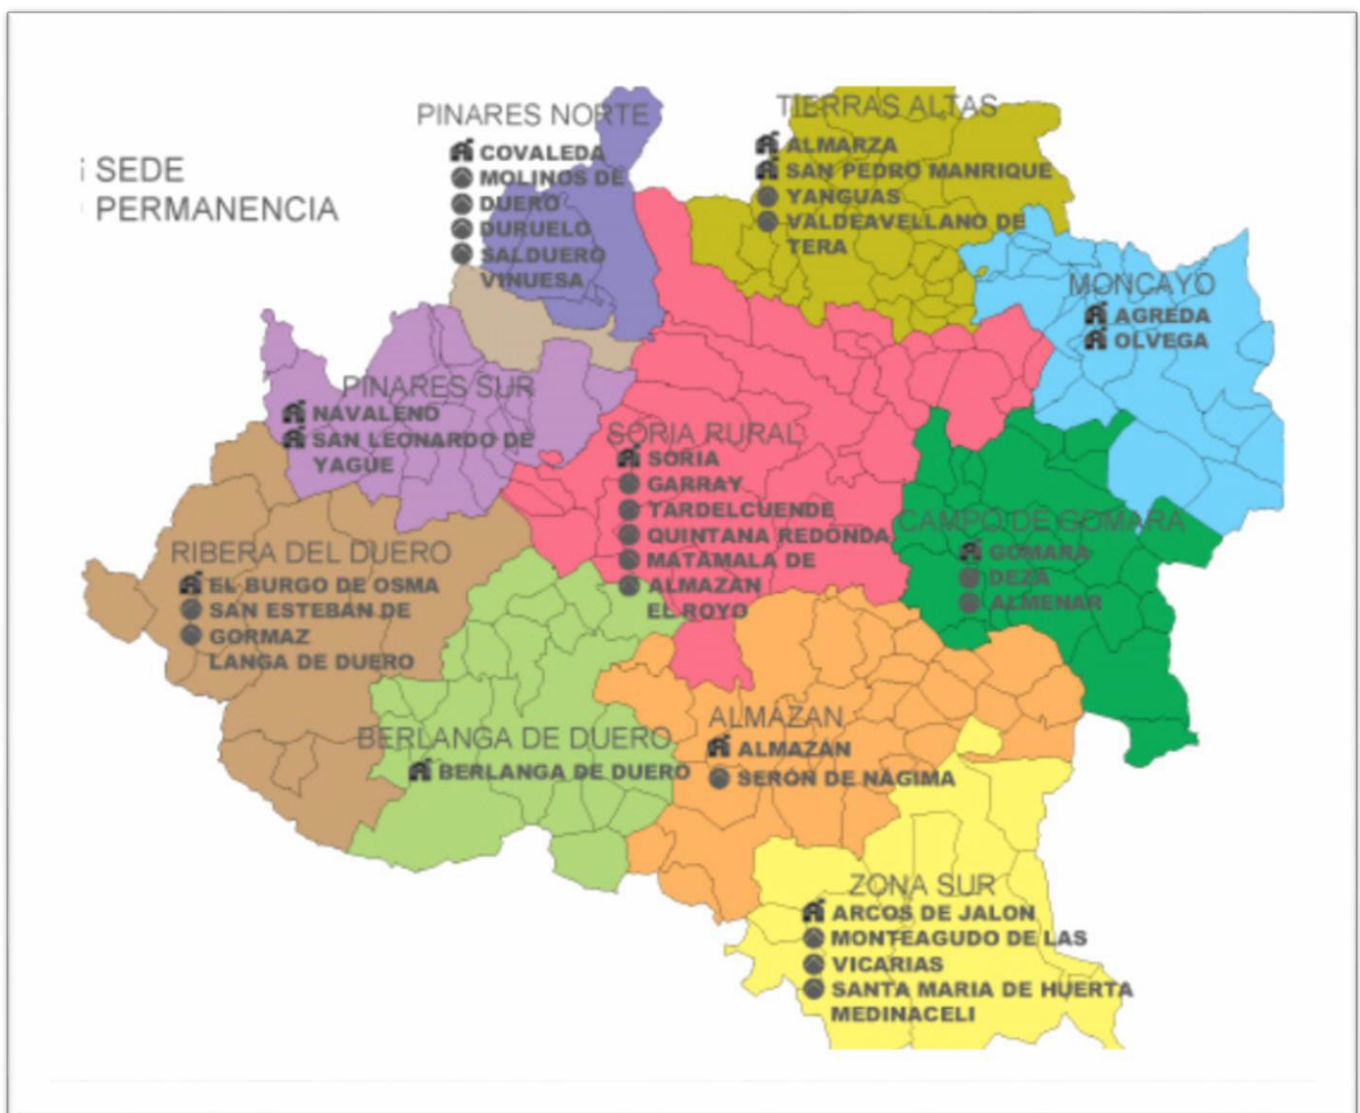 SEDE
PERMANENCIA
PINARES NORTE
COVALEDA
MOLINOS DE
DUERO
DURUELO
SALDUERO
VINUESA
TIERRAS ALTAS
ALMARZA
SAN PEDRO MANRIQUE
YANGUAS
VALDEAVELLANO DE
TERA
MONCAYO
AGREDA
OLVEGA
PINARES SUR
NAVALENO
SAN LEONARDO DE
YAGUE
SORIA RURAL
SORIA
GARRAY
TARDELCUENDE
QUINTANA REDONDA
MATAMALA DE
ALMAZAN
EL ROYO
CAMPO DE GOMARA
GOMARA
DEZA
ALMENAR
RIBERA DEL DUERO
EL BURGO DE OSMA
SAN ESTEBAN DE
GORMAZ
LANGA DE DUERO
BERLANGA DE DUERO
BERLANGA DE DUERO
ALMAZAN
ALMAZAN
SERON DE NAGIMA
ZONA SUR
ARCOS DE JALON
MONTEAGUDO DE LAS
VICARIAS
SANTA MARIA DE HUERTA
MEDINACELI